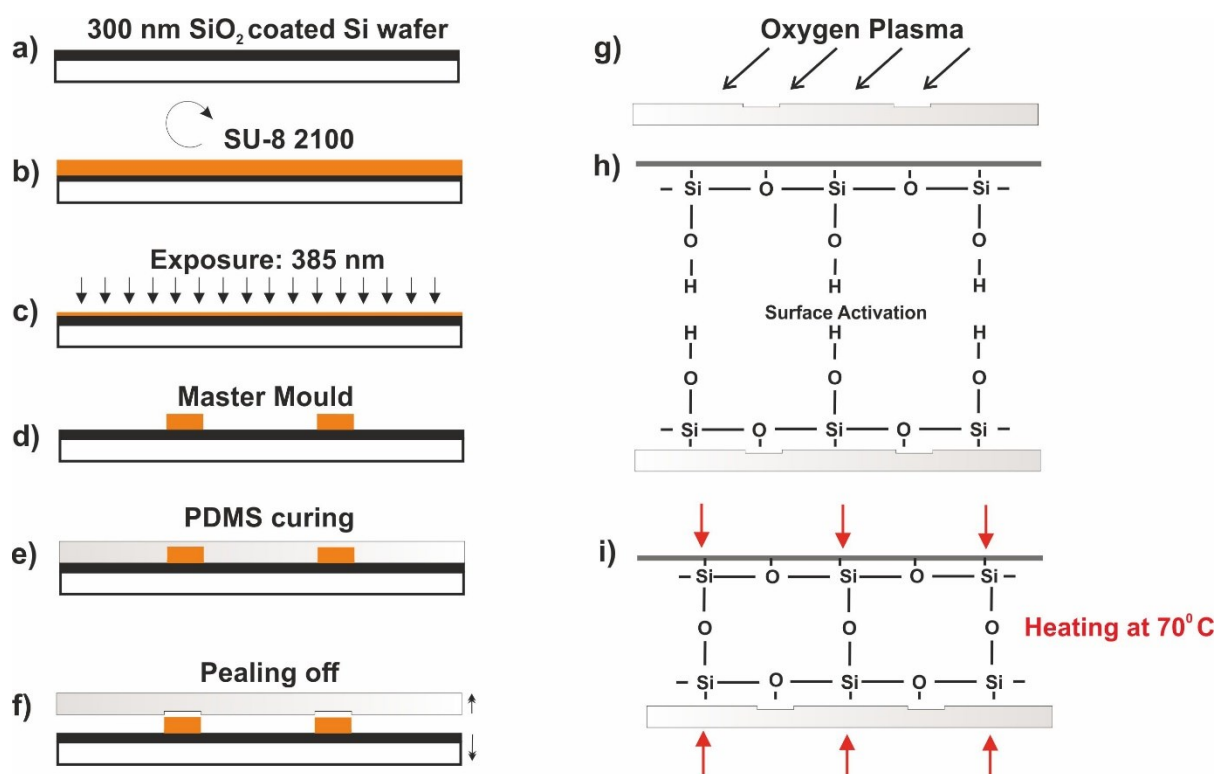 a)
300 nm SiO₂ coated Si wafer
b)
SU-8 2100
c)
Exposure: 385 nm
d)
Master Mould
e)
PDMS curing
f)
Pealing off
g)
Oxygen Plasma
h)
– Si — O — Si — O — Si –
O O O
H H H
Surface Activation
H H H
O O O
– Si — O — Si — O — Si –
i)
– Si — O — Si — O — Si –
O O O
Heating at 70⁰ C
– Si — O — Si — O — Si –